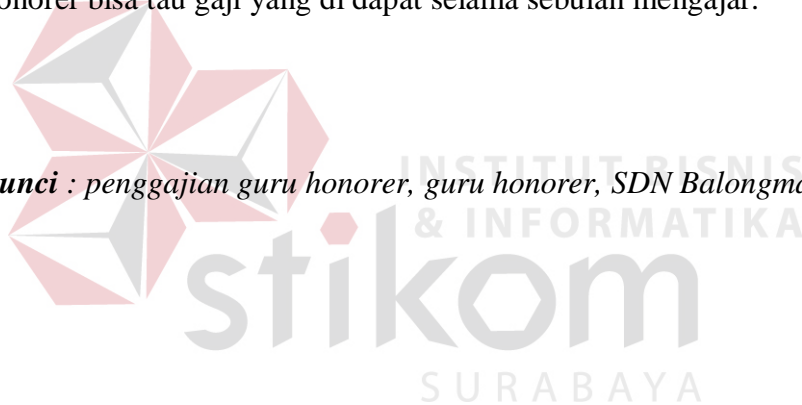 onorer bisa tau gaji yang di dapat selama sebulan mengajar.
unci : penggajian guru honorer, guru honorer, SDN Balongma
INSTITUT BISNIS
& INFORMATIKA
stikom
SURABAYA